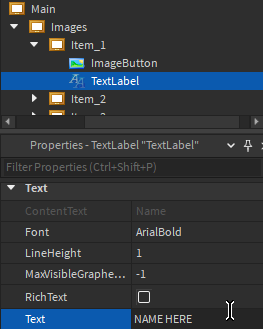 Main
Images
Item_1
ImageButton
TextLabel
Item_2
Properties - TextLabel "TextLabel"
Filter Properties (Ctrl+Shift+P)
Text
ContentText Name
Font ArialBold
LineHeight 1
MaxVisibleGraphe... -1
RichText
Text NAME HERE